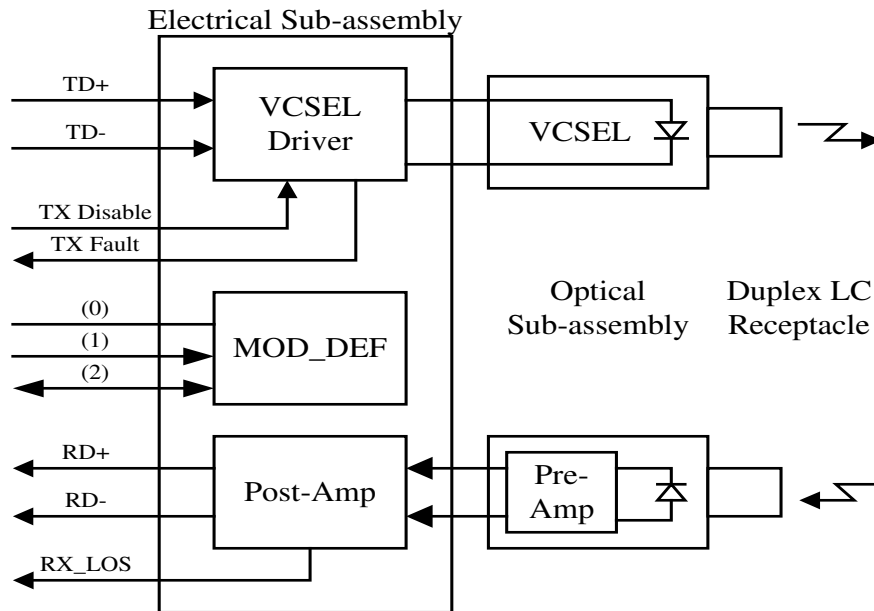 Electrical Sub-assembly
TD+
TD-
TX Disable
TX Fault
VCSEL
Driver
VCSEL
(0)
(1)
(2)
MOD_DEF
Optical
Sub-assembly
Duplex LC
Receptacle
RD+
RD-
RX_LOS
Post-Amp
Pre-
Amp